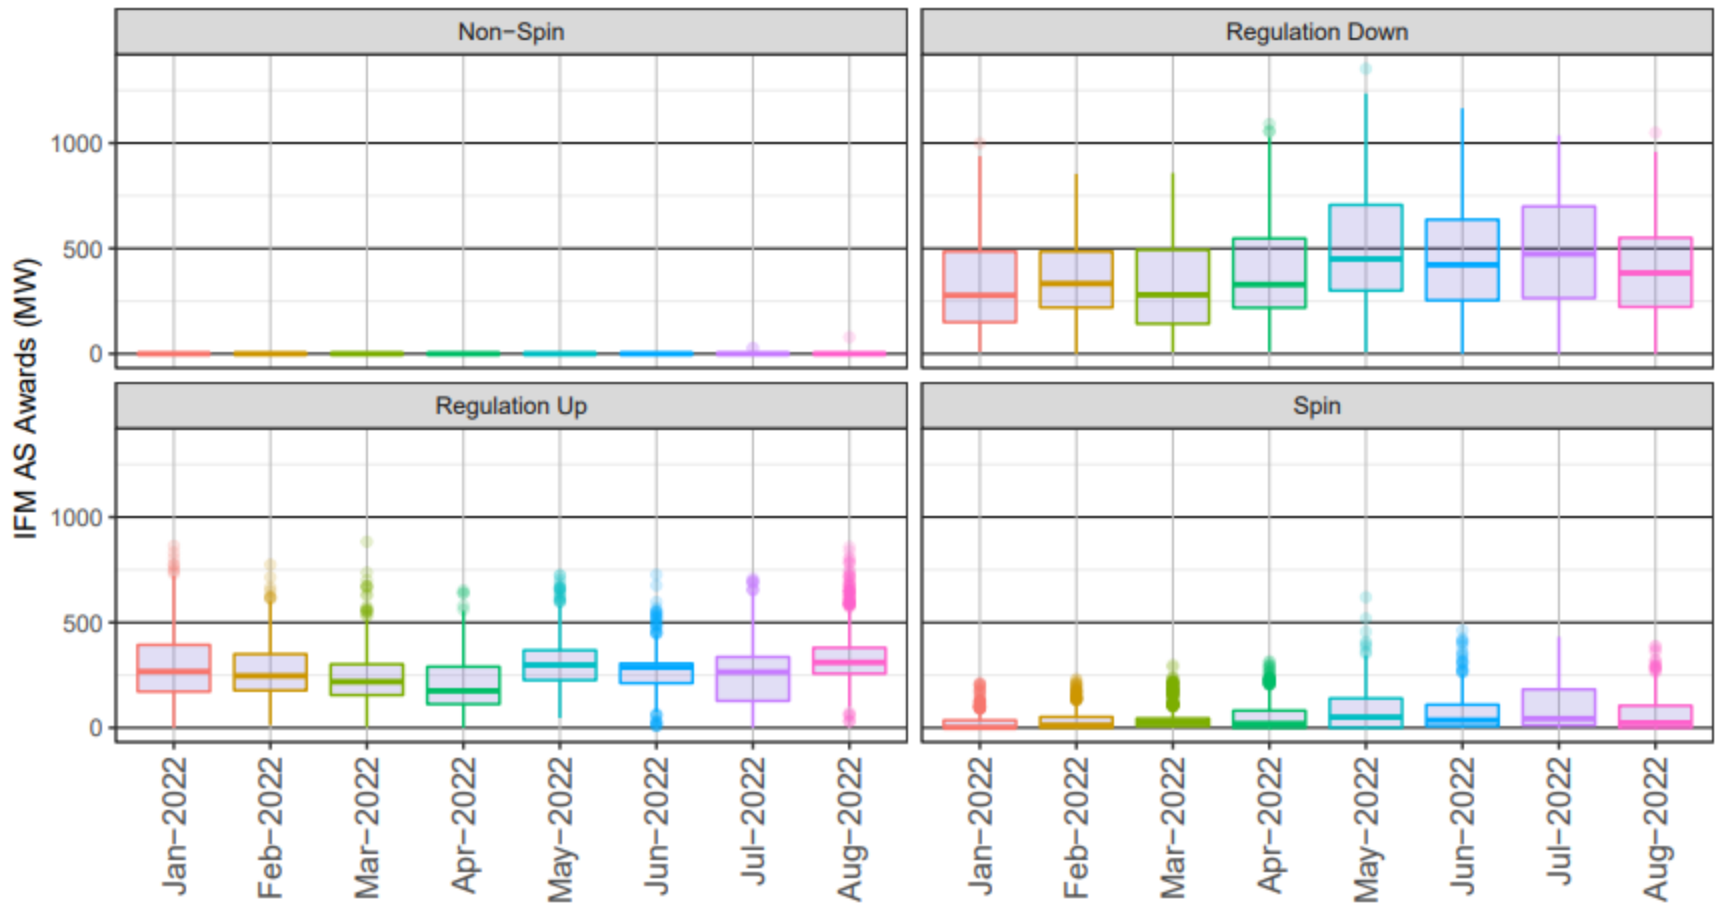 Non−Spin
Regulation Down
IFM AS Awards (MW)
1000
500
0
Regulation Up
Spin
1000
500
0
Jan−2022
Feb−2022
Mar−2022
Apr−2022
May−2022
Jun−2022
Jul−2022
Aug−2022
Jan−2022
Feb−2022
Mar−2022
Apr−2022
May−2022
Jun−2022
Jul−2022
Aug−2022